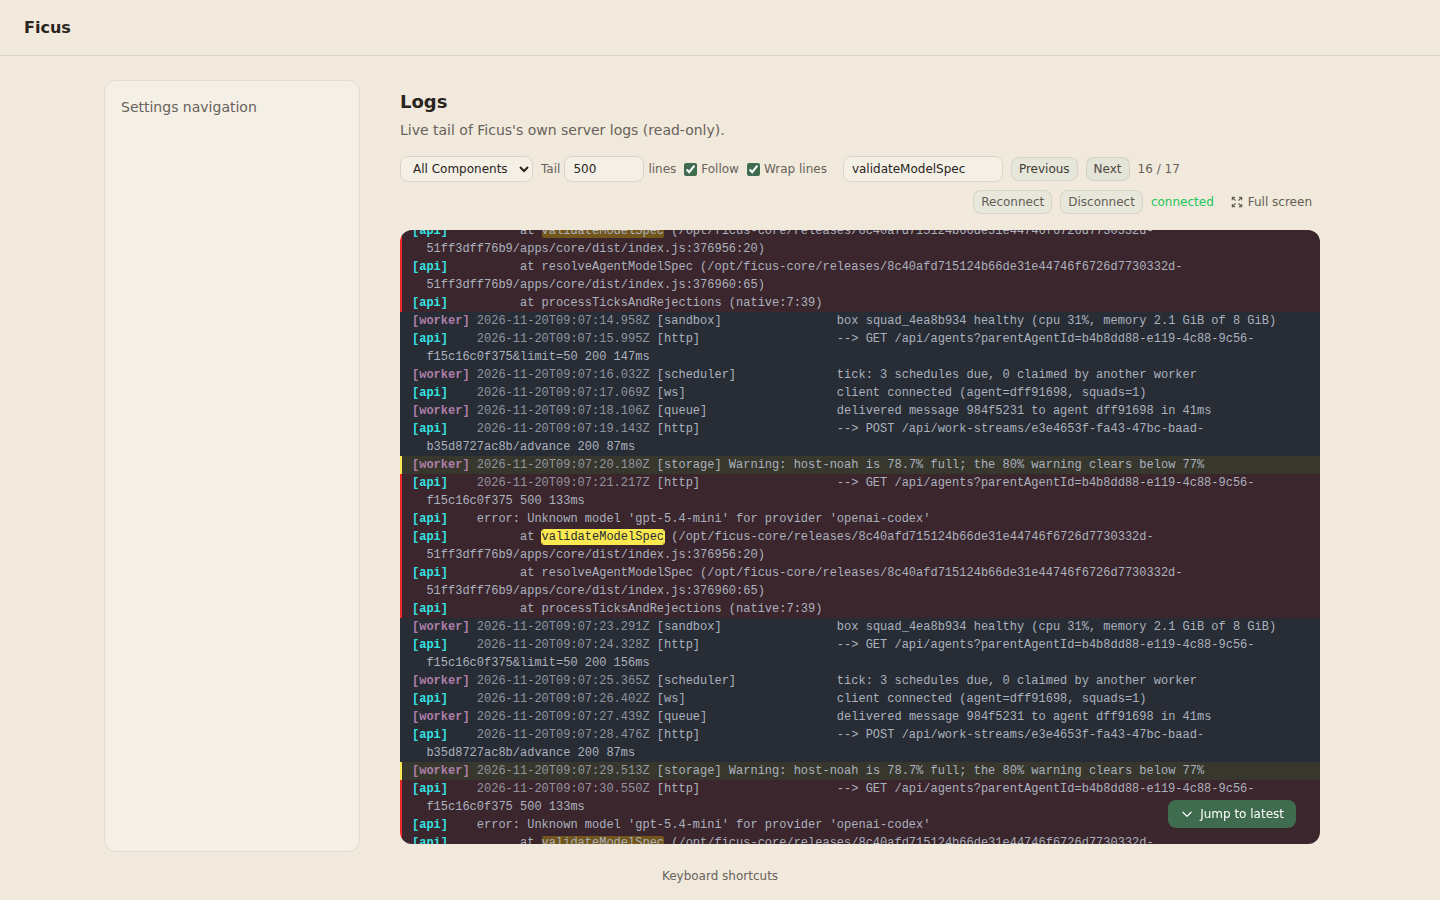 Ficus
Settings navigation
Logs
Live tail of Ficus's own server logs (read-only).
All Components Tail 500 lines Follow Wrap lines validateModelSpec Previous Next 16 / 17
Reconnect Disconnect connected Full screen
[api] at validateModelSpec (/opt/ficus-core/releases/8c40afd715124b66de31e44746f6726d7730332d-
51ff3dff76b9/apps/core/dist/index.js:376956:20)
[api] at resolveAgentModelSpec (/opt/ficus-core/releases/8c40afd715124b66de31e44746f6726d7730332d-
51ff3dff76b9/apps/core/dist/index.js:376960:65)
[api] at processTicksAndRejections (native:7:39)
[worker] 2026-11-20T09:07:14.958Z [sandbox] box squad_4ea8b934 healthy (cpu 31%, memory 2.1 GiB of 8 GiB)
[api] 2026-11-20T09:07:15.995Z [http] --> GET /api/agents?parentAgentId=b4b8dd88-e119-4c88-9c56-
f15c16c0f375&limit=50 200 147ms
[worker] 2026-11-20T09:07:16.032Z [scheduler] tick: 3 schedules due, 0 claimed by another worker
[api] 2026-11-20T09:07:17.069Z [ws] client connected (agent=dff91698, squads=1)
[worker] 2026-11-20T09:07:18.106Z [queue] delivered message 984f5231 to agent dff91698 in 41ms
[api] 2026-11-20T09:07:19.143Z [http] --> POST /api/work-streams/e3e4653f-fa43-47bc-baad-
b35d8727ac8b/advance 200 87ms
[worker] 2026-11-20T09:07:20.180Z [storage] Warning: host-noah is 78.7% full; the 80% warning clears below 77%
[api] 2026-11-20T09:07:21.217Z [http] --> GET /api/agents?parentAgentId=b4b8dd88-e119-4c88-9c56-
f15c16c0f375 500 133ms
[api] error: Unknown model 'gpt-5.4-mini' for provider 'openai-codex'
[api] at validateModelSpec (/opt/ficus-core/releases/8c40afd715124b66de31e44746f6726d7730332d-
51ff3dff76b9/apps/core/dist/index.js:376956:20)
[api] at resolveAgentModelSpec (/opt/ficus-core/releases/8c40afd715124b66de31e44746f6726d7730332d-
51ff3dff76b9/apps/core/dist/index.js:376960:65)
[api] at processTicksAndRejections (native:7:39)
[worker] 2026-11-20T09:07:23.291Z [sandbox] box squad_4ea8b934 healthy (cpu 31%, memory 2.1 GiB of 8 GiB)
[api] 2026-11-20T09:07:24.328Z [http] --> GET /api/agents?parentAgentId=b4b8dd88-e119-4c88-9c56-
f15c16c0f375&limit=50 200 156ms
[worker] 2026-11-20T09:07:25.365Z [scheduler] tick: 3 schedules due, 0 claimed by another worker
[api] 2026-11-20T09:07:26.402Z [ws] client connected (agent=dff91698, squads=1)
[worker] 2026-11-20T09:07:27.439Z [queue] delivered message 984f5231 to agent dff91698 in 41ms
[api] 2026-11-20T09:07:28.476Z [http] --> POST /api/work-streams/e3e4653f-fa43-47bc-baad-
b35d8727ac8b/advance 200 87ms
[worker] 2026-11-20T09:07:29.513Z [storage] Warning: host-noah is 78.7% full; the 80% warning clears below 77%
[api] 2026-11-20T09:07:30.550Z [http] --> GET /api/agents?parentAgentId=b4b8dd88-e119-4c88-9c56-
f15c16c0f375 500 133ms
Jump to latest
[api] error: Unknown model 'gpt-5.4-mini' for provider 'openai-codex'
[api] at validateModelSpec (/opt/ficus-core/releases/8c40afd715124b66de31e44746f6726d7730332d-
Keyboard shortcuts